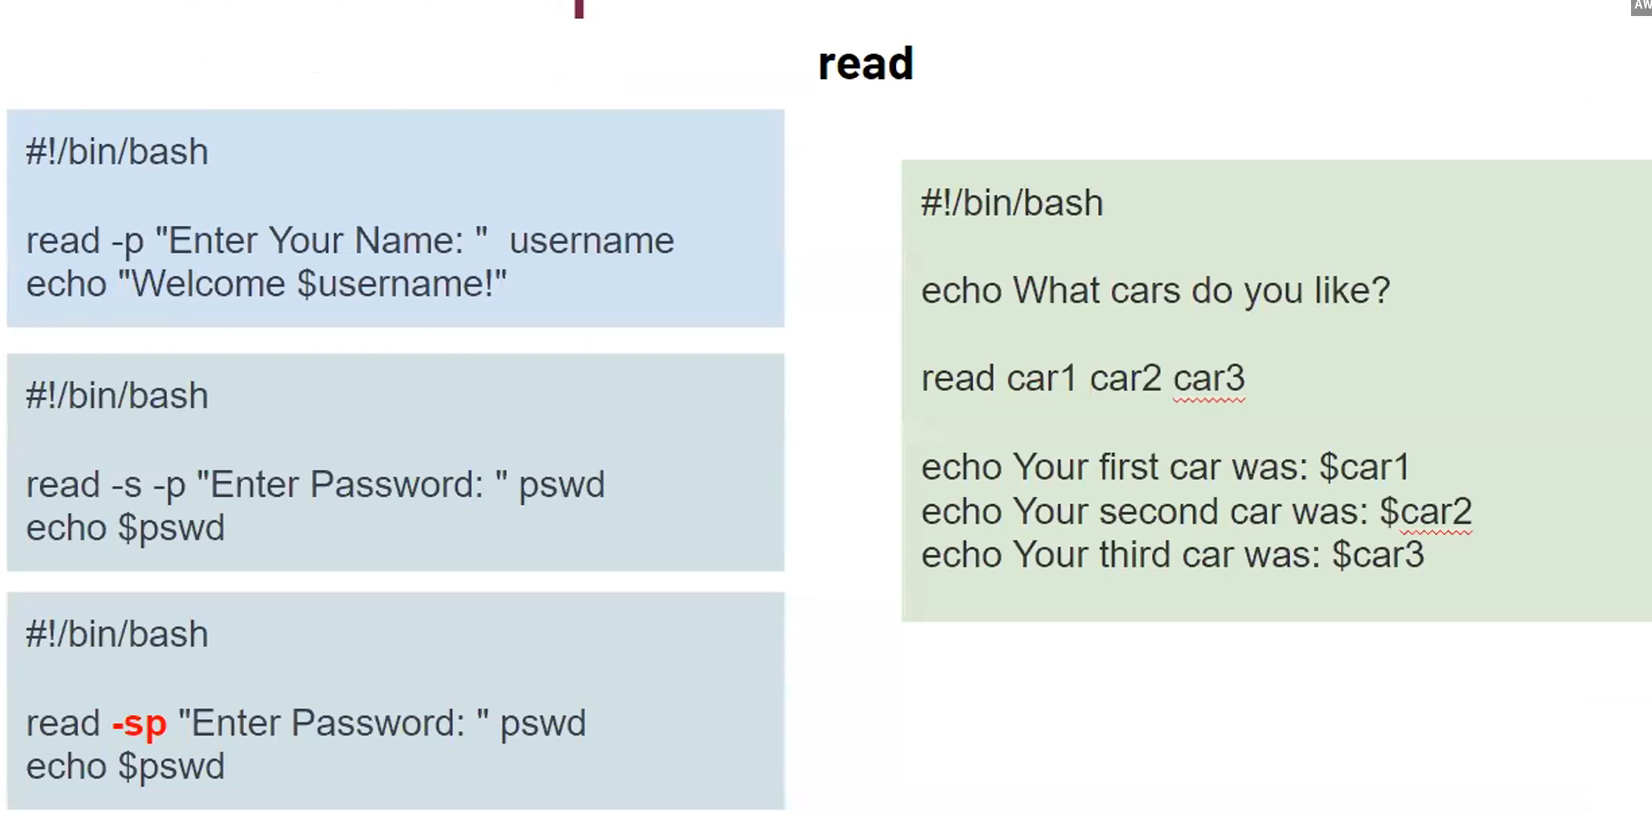 read
#!/bin/bash
read -p "Enter Your Name: "  username
echo "Welcome $username!"
#!/bin/bash
read -s -p "Enter Password: " pswd
echo $pswd
#!/bin/bash
read -sp "Enter Password: " pswd
echo $pswd
#!/bin/bash
echo What cars do you like?
read car1 car2 car3
echo Your first car was: $car1
echo Your second car was: $car2
echo Your third car was: $car3